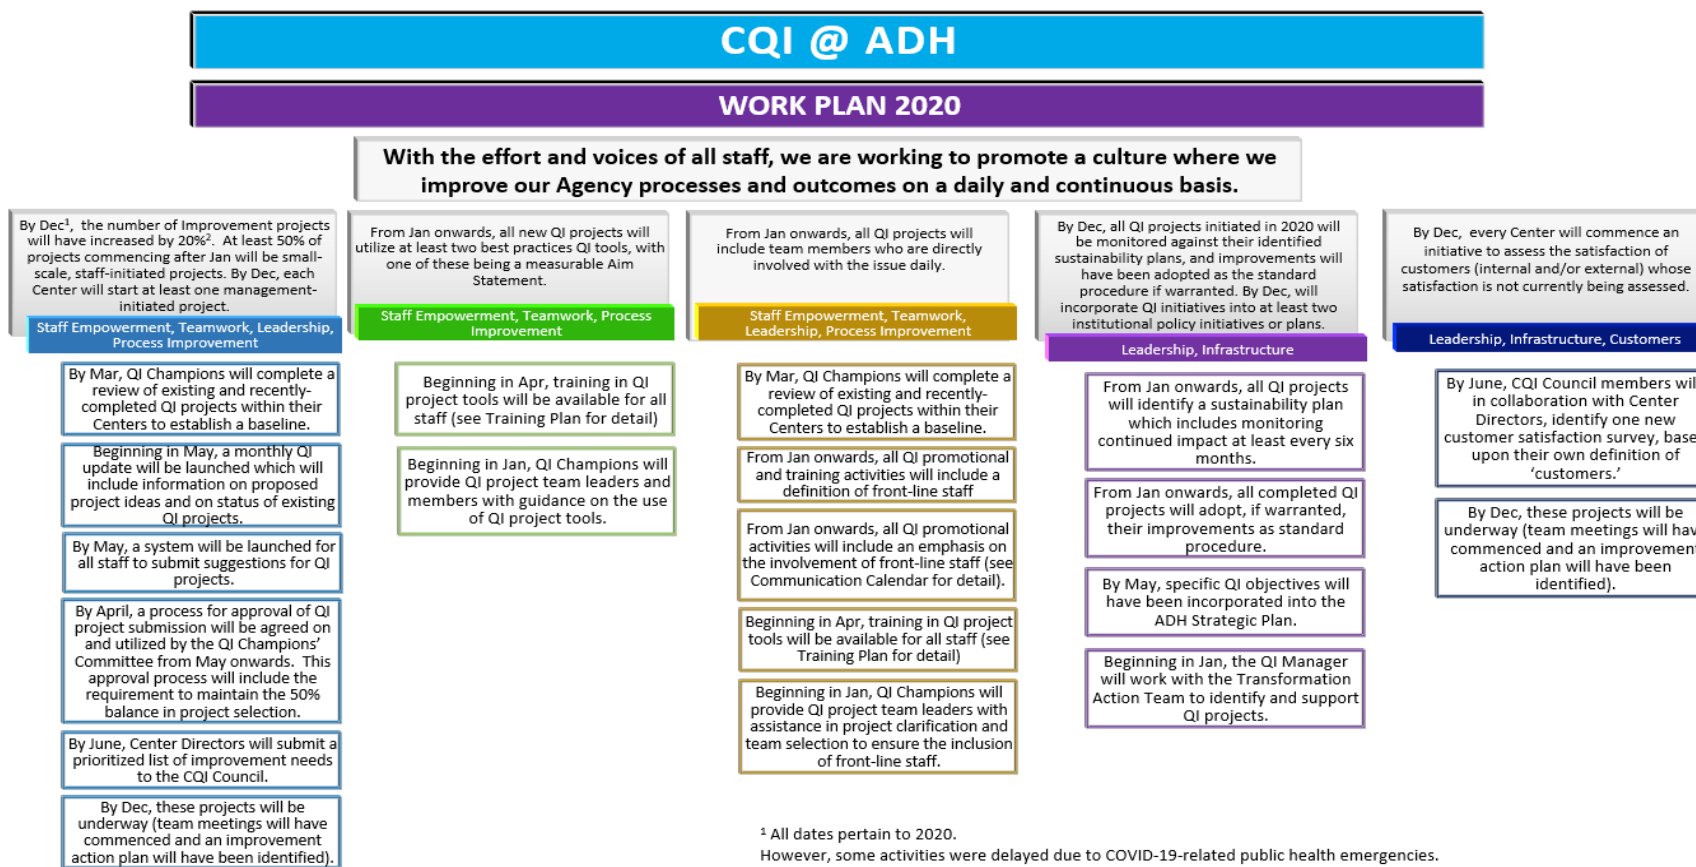 CQI @ ADH
WORK PLAN 2020
With the effort and voices of all staff, we are working to promote a culture where we
improve our Agency processes and outcomes on a daily and continuous basis.
By Dec¹, the number of Improvement projects
will have increased by 20%². At least 50% of
projects commencing after Jan will be small-
scale, staff-initiated projects. By Dec, each
Center will start at least one management-
initiated project.
Staff Empowerment, Teamwork, Leadership,
Process Improvement
By Mar, QI Champions will complete a
review of existing and recently-
completed QI projects within their
Centers to establish a baseline.
Beginning in May, a monthly QI
update will be launched which will
include information on proposed
project ideas and on status of existing
QI projects.
By May, a system will be launched for
all staff to submit suggestions for QI
projects.
By April, a process for approval of QI
project submission will be agreed on
and utilized by the QI Champions’
Committee from May onwards. This
approval process will include the
requirement to maintain the 50%
balance in project selection.
By June, Center Directors will submit a
prioritized list of improvement needs
to the CQI Council.
By Dec, these projects will be
underway (team meetings will have
commenced and an improvement
action plan will have been identified).
From Jan onwards, all new QI projects will
utilize at least two best practices QI tools, with
one of these being a measurable Aim
Statement.
Staff Empowerment, Teamwork, Process
Improvement
Beginning in Apr, training in QI
project tools will be available for all
staff (see Training Plan for detail)
Beginning in Jan, QI Champions will
provide QI project team leaders and
members with guidance on the use
of QI project tools.
From Jan onwards, all QI projects will
include team members who are directly
involved with the issue daily.
Staff Empowerment, Teamwork,
Leadership, Process Improvement
By Mar, QI Champions will complete a
review of existing and recently-
completed QI projects within their
Centers to establish a baseline.
From Jan onwards, all QI promotional
and training activities will include a
definition of front-line staff
From Jan onwards, all QI promotional
activities will include an emphasis on
the involvement of front-line staff (see
Communication Calendar for detail).
Beginning in Apr, training in QI project
tools will be available for all staff (see
Training Plan for detail)
Beginning in Jan, QI Champions will
provide QI project team leaders with
assistance in project clarification and
team selection to ensure the inclusion
of front-line staff.
By Dec, all QI projects initiated in 2020 will
be monitored against their identified
sustainability plans, and improvements will
have been adopted as the standard
procedure if warranted. By Dec, will
incorporate QI initiatives into at least two
institutional policy initiatives or plans.
Leadership, Infrastructure
From Jan onwards, all QI projects
will identify a sustainability plan
which includes monitoring
continued impact at least every six
months.
From Jan onwards, all completed QI
projects will adopt, if warranted,
their improvements as standard
procedure.
By May, specific QI objectives will
have been incorporated into the
ADH Strategic Plan.
Beginning in Jan, the QI Manager
will work with the Transformation
Action Team to identify and support
QI projects.
By Dec, every Center will commence an
initiative to assess the satisfaction of
customers (internal and/or external) whose
satisfaction is not currently being assessed.
Leadership, Infrastructure, Customers
By June, CQI Council members will
in collaboration with Center
Directors, identify one new
customer satisfaction survey, base
upon their own definition of
‘customers.’
By Dec, these projects will be
underway (team meetings will hav
commenced and an improvement
action plan will have been
identified).
¹ All dates pertain to 2020.
However, some activities were delayed due to COVID-19-related public health emergencies.